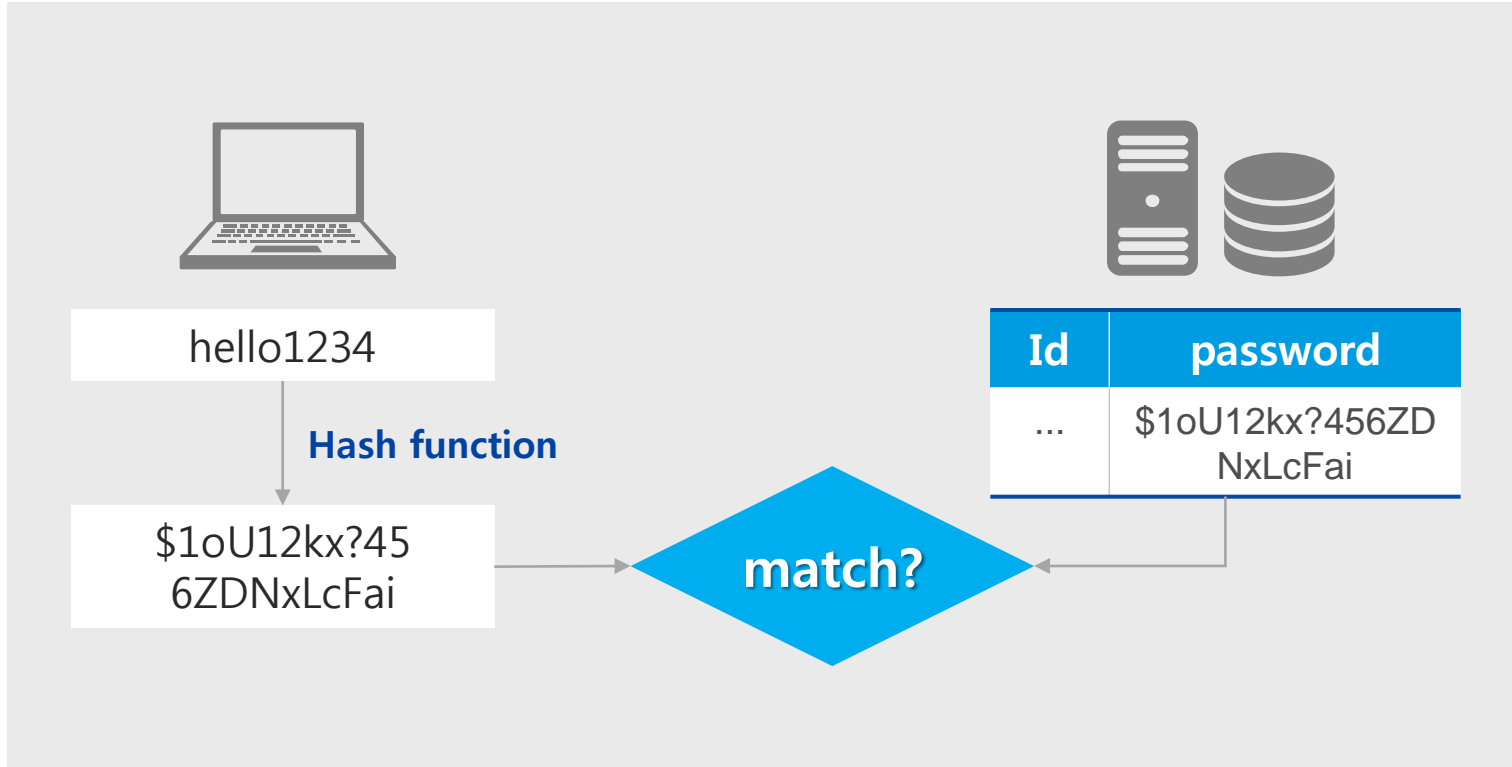 hello1234
Hash function
$1oU12kx?45
6ZDNxLcFai
match?
Id password
... $1oU12kx?456ZD
NxLcFai